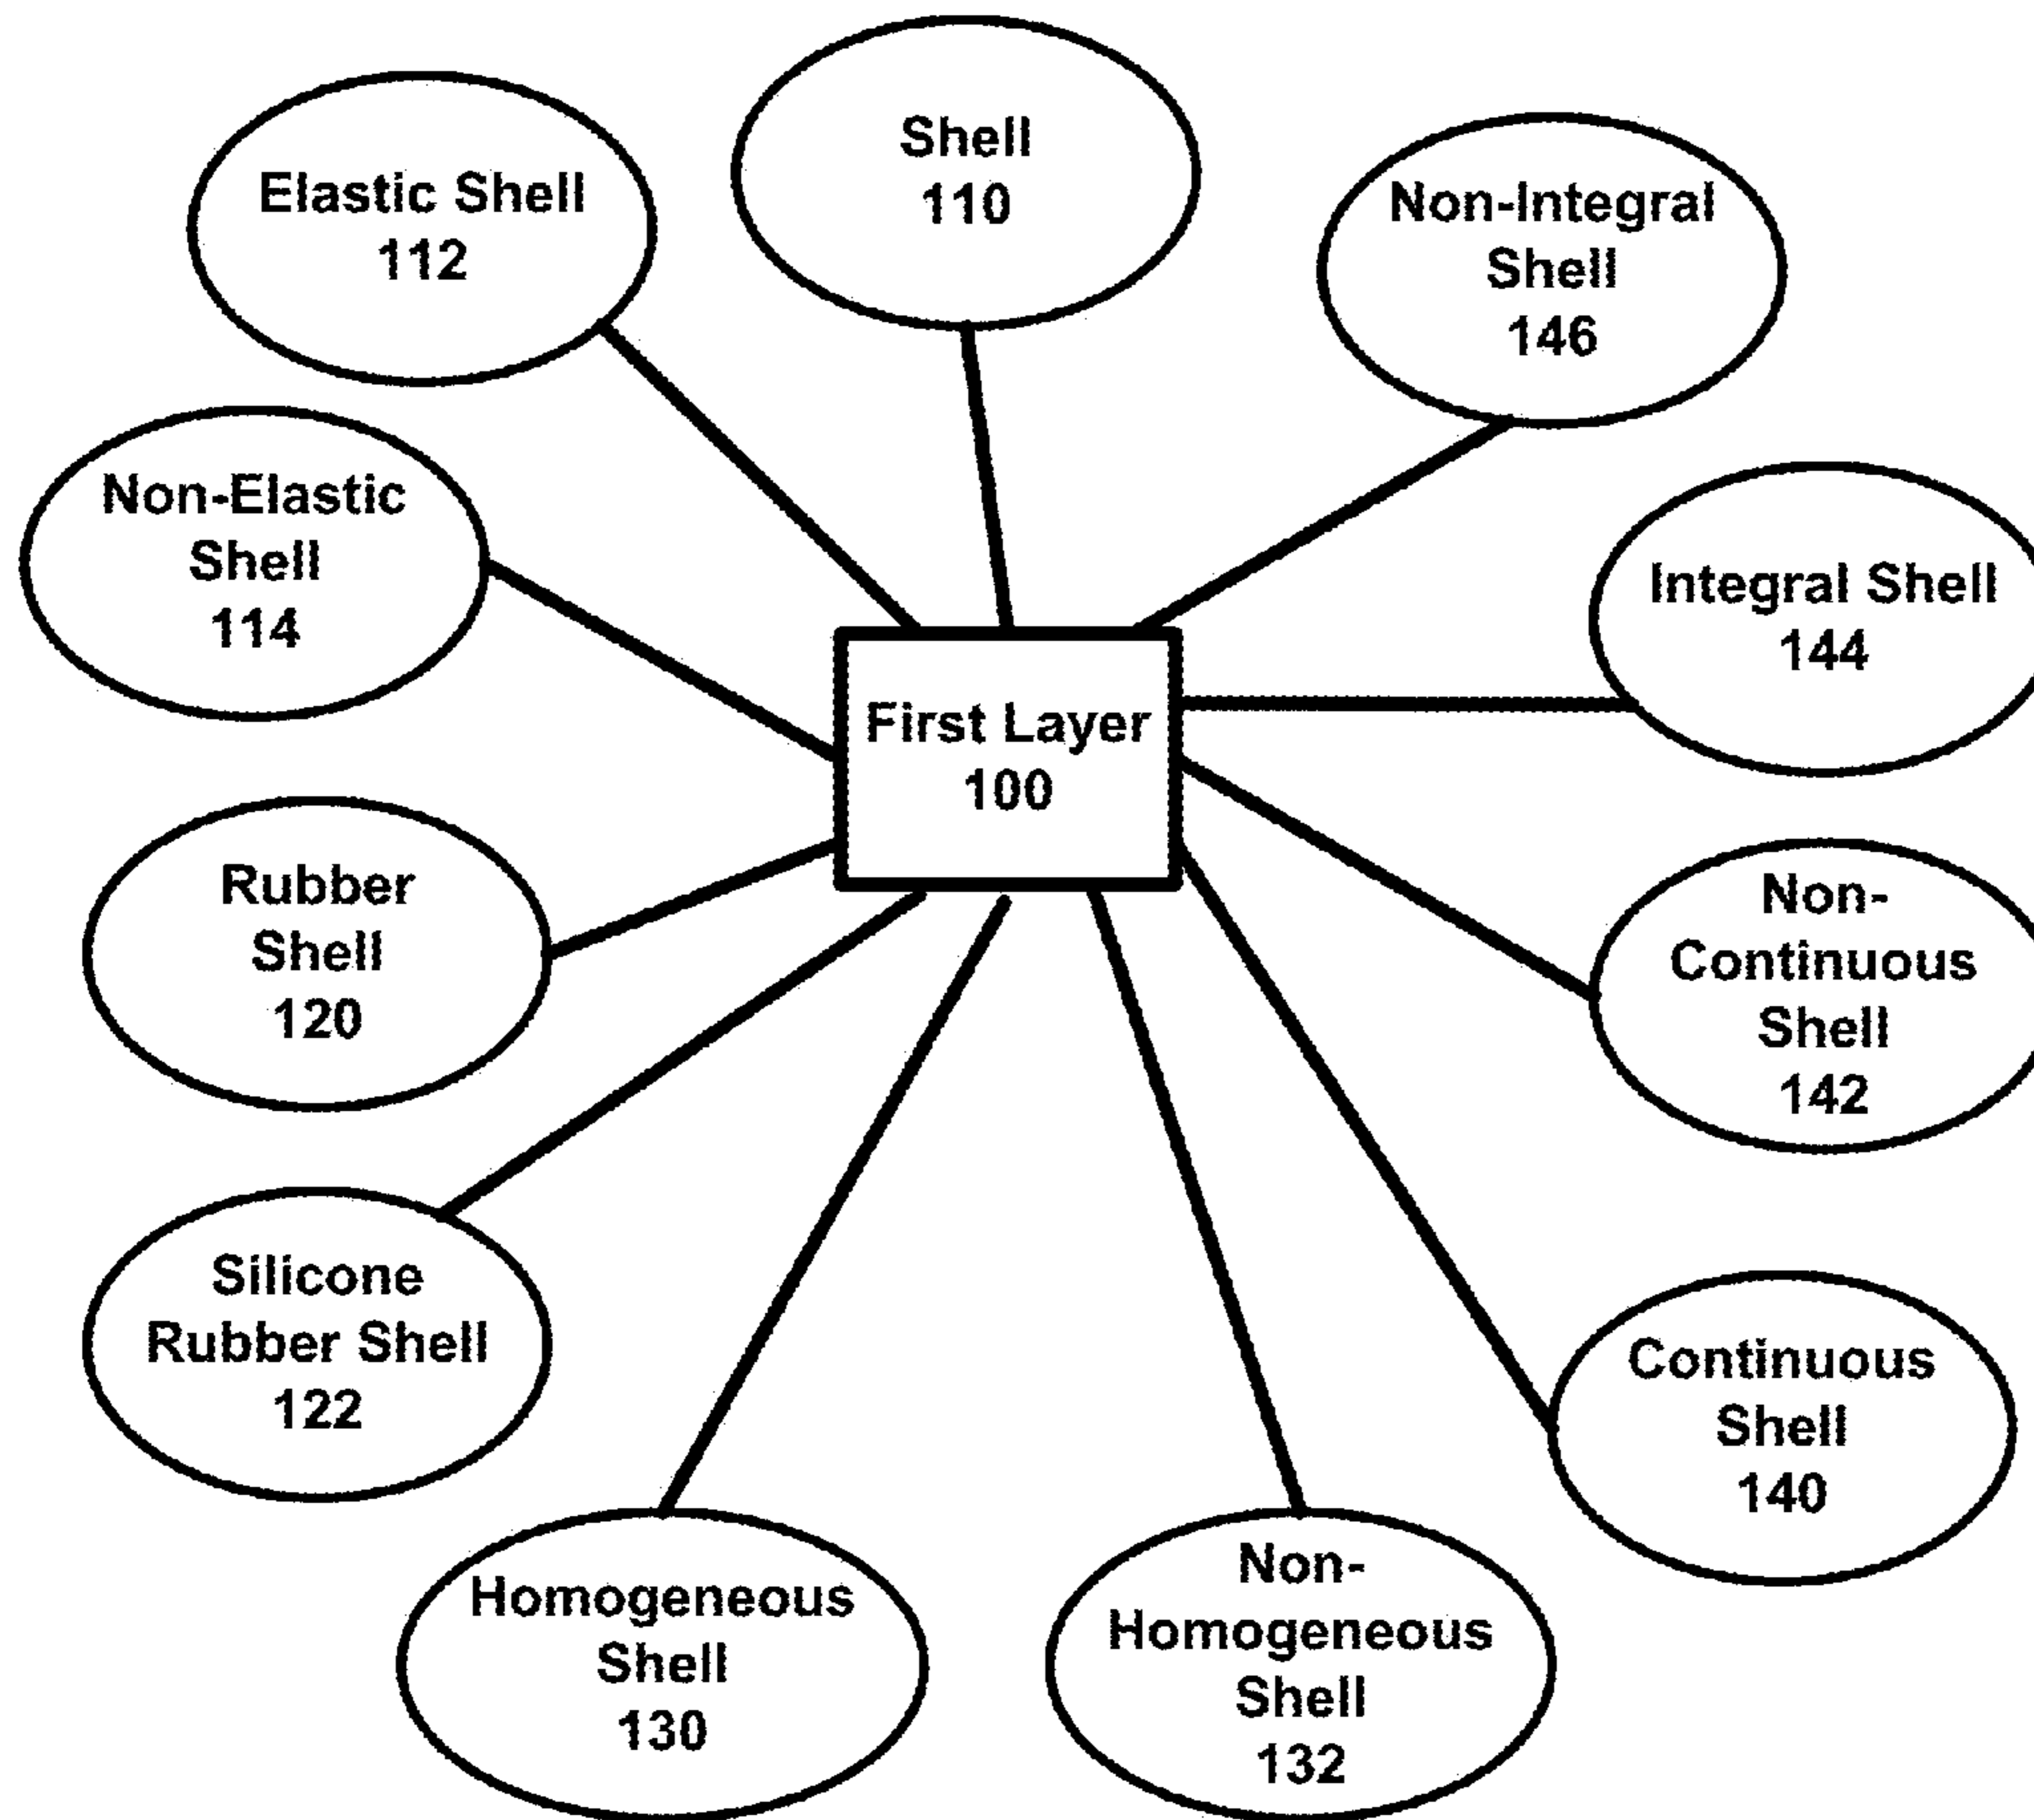 Shell
110
Elastic Shell
112
Non-Integral
Shell
146
Non-Elastic
Shell
114
Integral Shell
144
First Layer
100
Rubber
Shell
120
Non-
Continuous
Shell
142
Silicone
Rubber Shell
122
Continuous
Shell
140
Homogeneous
Shell
130
Non-
Homogeneous
Shell
132